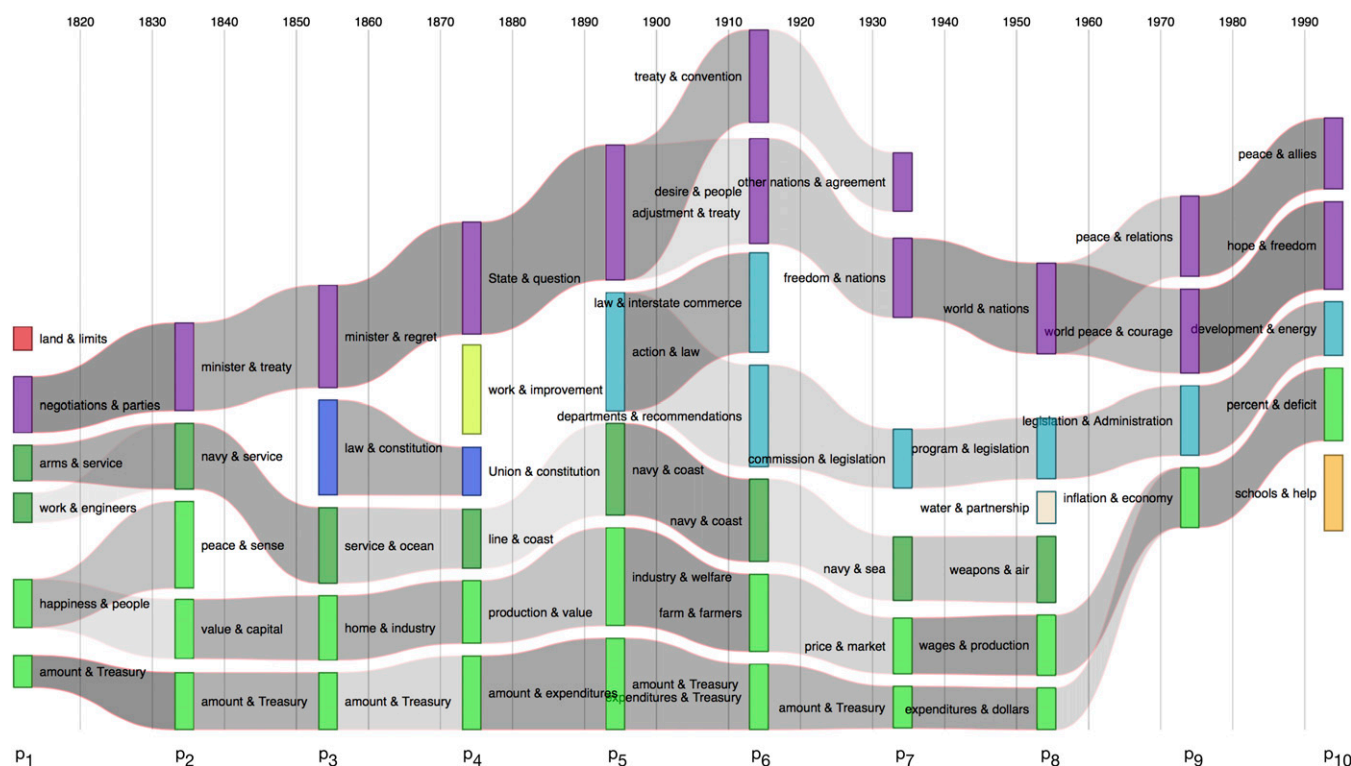 1820 1830 1840 1850 1860 1870 1880 1890 1900 1910 1920 1930 1940 1950 1960 1970 1980 1990
treaty & convention
peace & allies
other nations & agreement
desire & people
adjustment & treaty
peace & relations
hope & freedom
State & question
freedom & nations
law & interstate commerce
world & nations
world peace & courage
development & energy
land & limits
minister & regret
minister & treaty
action & law
work & improvement
negotiations & parties
percent & deficit
departments & recommendations
legislation & Administration
law & constitution
program & legislation
commission & legislation
arms & service
navy & service
Union & constitution
navy & coast
inflation & economy
schools & help
work & engineers
water & partnership
navy & coast
peace & sense
service & ocean
line & coast
navy & sea
weapons & air
industry & welfare
happiness & people
production & value
farm & farmers
value & capital
home & industry
price & market
wages & production
amount & Treasury
amount & Treasury
expenditures & Treasury
amount & expenditures
amount & Treasury
amount & Treasury
amount & Treasury
expenditures & dollars
p1 p2 p3 p4 p5 p6 p7 p8 p9 p10